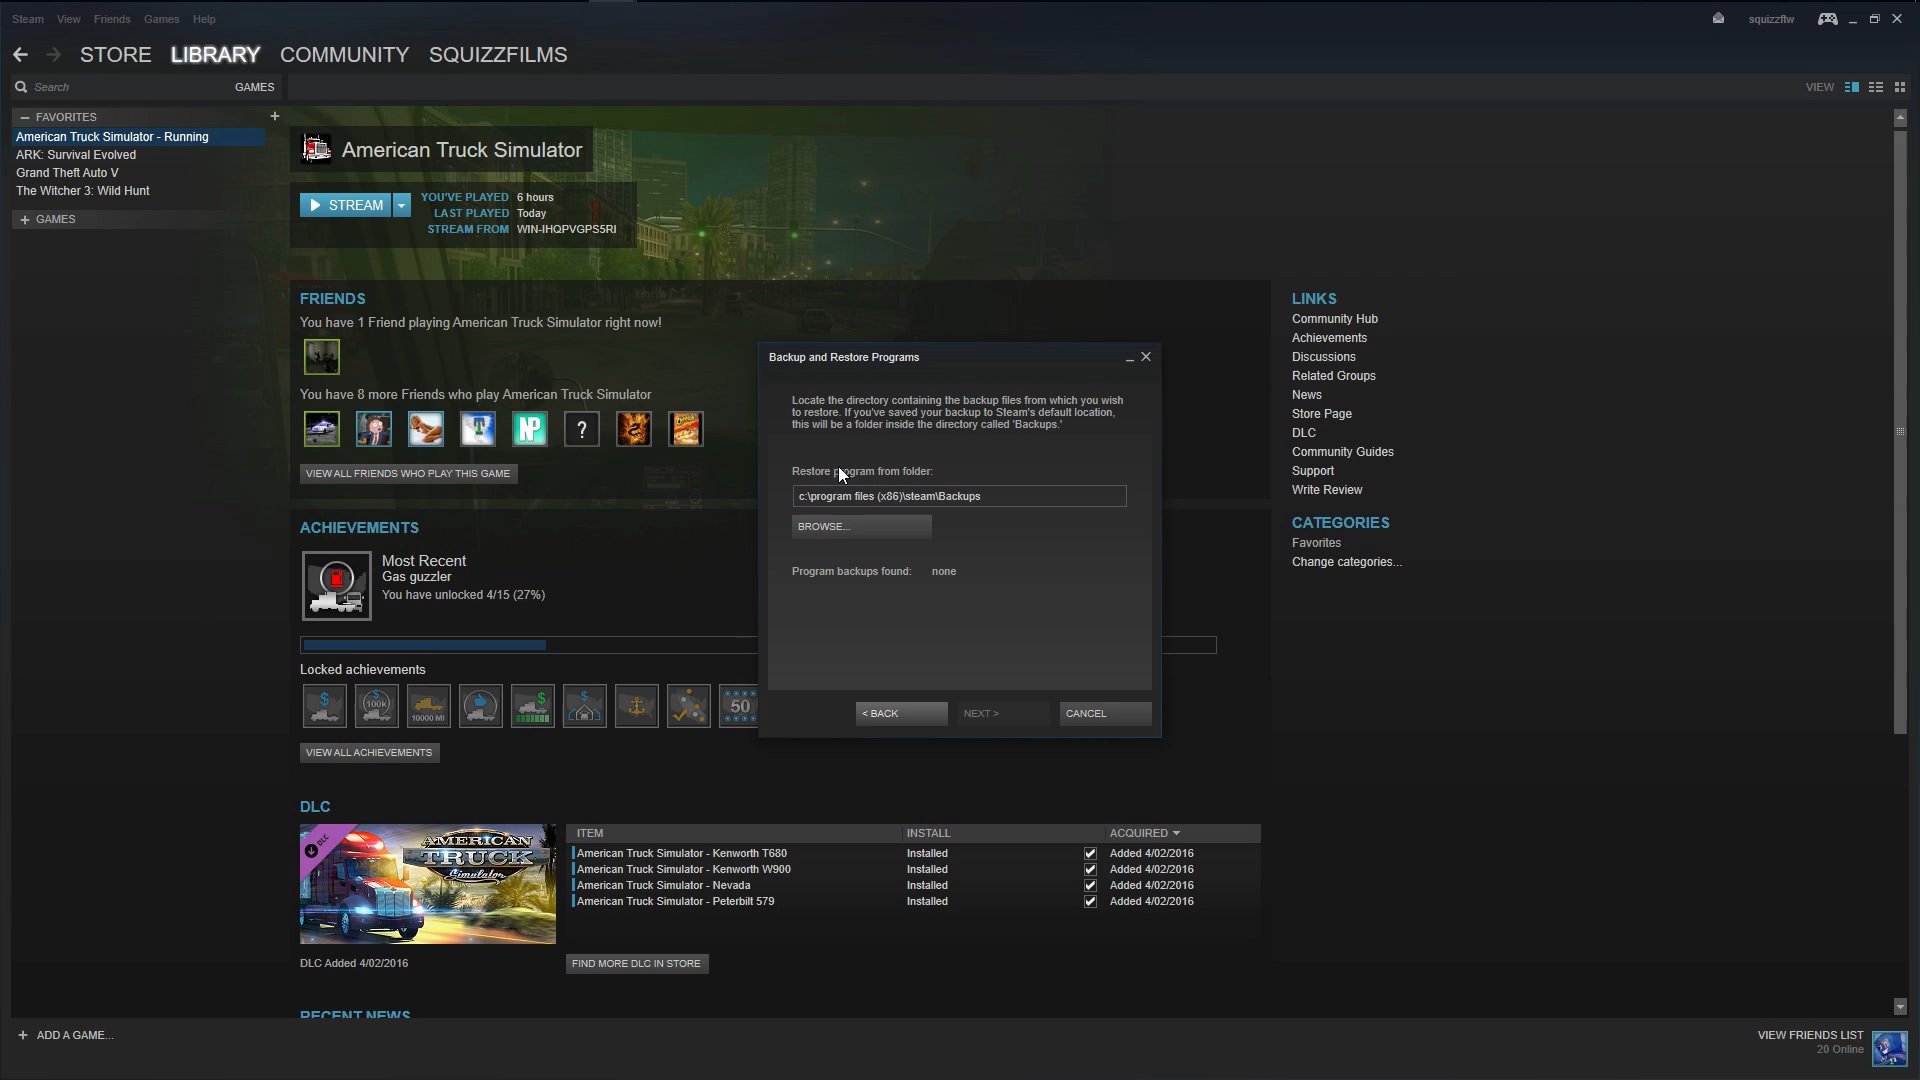 Steam View Friends Games Help
squizzflw
STORE LIBRARY COMMUNITY SQUIZZFILMS
Search GAMES
VIEW
FAVORITES
American Truck Simulator - Running
ARK: Survival Evolved
Grand Theft Auto V
The Witcher 3: Wild Hunt
GAMES
American Truck Simulator
STREAM
YOU'VE PLAYED 6 hours
LAST PLAYED Today
STREAM FROM WIN-IHQPVGPS5RI
FRIENDS
You have 1 Friend playing American Truck Simulator right now!
You have 8 more Friends who play American Truck Simulator
NP
?
VIEW ALL FRIENDS WHO PLAY THIS GAME
ACHIEVEMENTS
Most Recent
Gas guzzler
You have unlocked 4/15 (27%)
Locked achievements
$
$
100k
10000 MI
$
$
50
VIEW ALL ACHIEVEMENTS
DLC
DLC
AMERICAN
TRUCK
Simulator
DLC Added 4/02/2016
ITEM INSTALL ACQUIRED
American Truck Simulator - Kenworth T680 Installed Added 4/02/2016
American Truck Simulator - Kenworth W900 Installed Added 4/02/2016
American Truck Simulator - Nevada Installed Added 4/02/2016
American Truck Simulator - Peterbilt 579 Installed Added 4/02/2016
FIND MORE DLC IN STORE
RECENT NEWS
Backup and Restore Programs
Locate the directory containing the backup files from which you wish
to restore. If you've saved your backup to Steam's default location,
this will be a folder inside the directory called 'Backups.'
Restore program from folder:
c:\program files (x86)\steam\Backups
BROWSE...
Program backups found: none
< BACK NEXT > CANCEL
LINKS
Community Hub
Achievements
Discussions
Related Groups
News
Store Page
DLC
Community Guides
Support
Write Review
CATEGORIES
Favorites
Change categories...
ADD A GAME...
VIEW FRIENDS LIST
20 Online